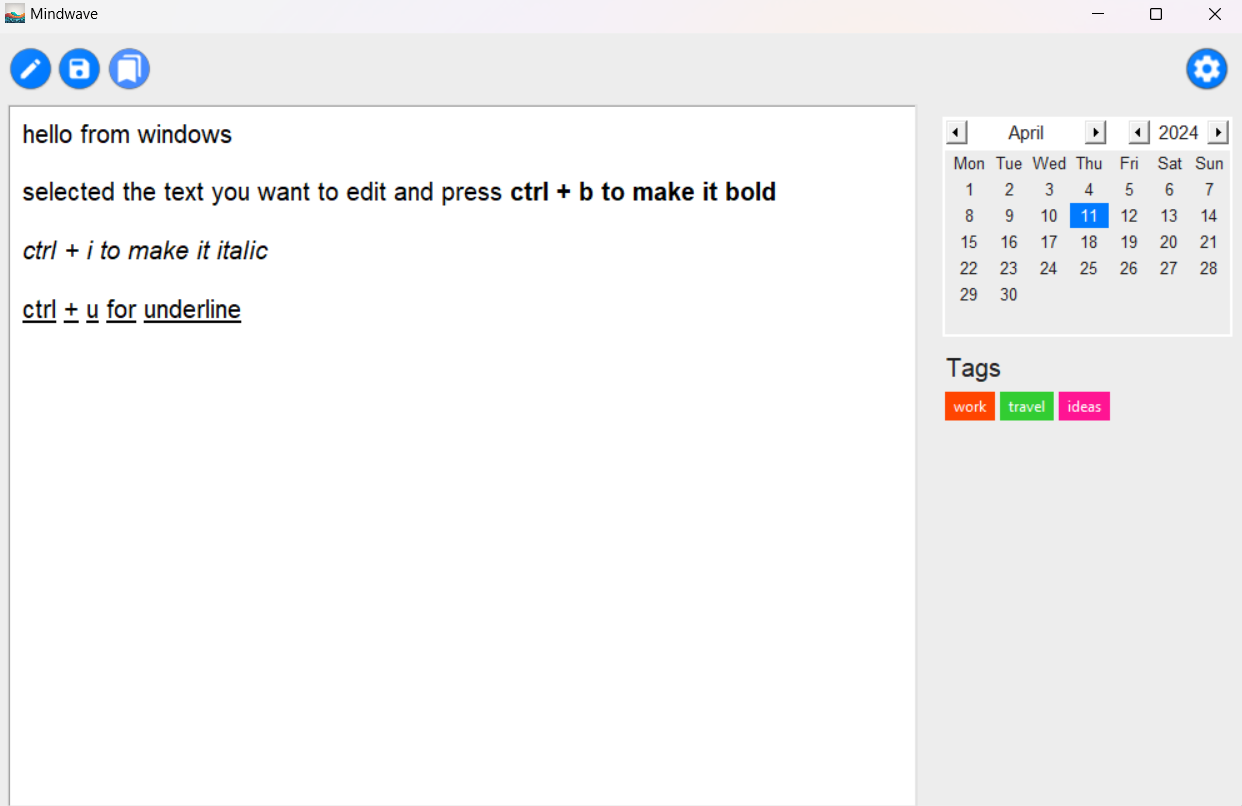 Mindwave
hello from windows
selected the text you want to edit and press ctrl + b to make it bold
ctrl + i to make it italic
ctrl + u for underline
April 2024
Mon Tue Wed Thu Fri Sat Sun
1 2 3 4 5 6 7
8 9 10 11 12 13 14
15 16 17 18 19 20 21
22 23 24 25 26 27 28
29 30
Tags
work travel ideas